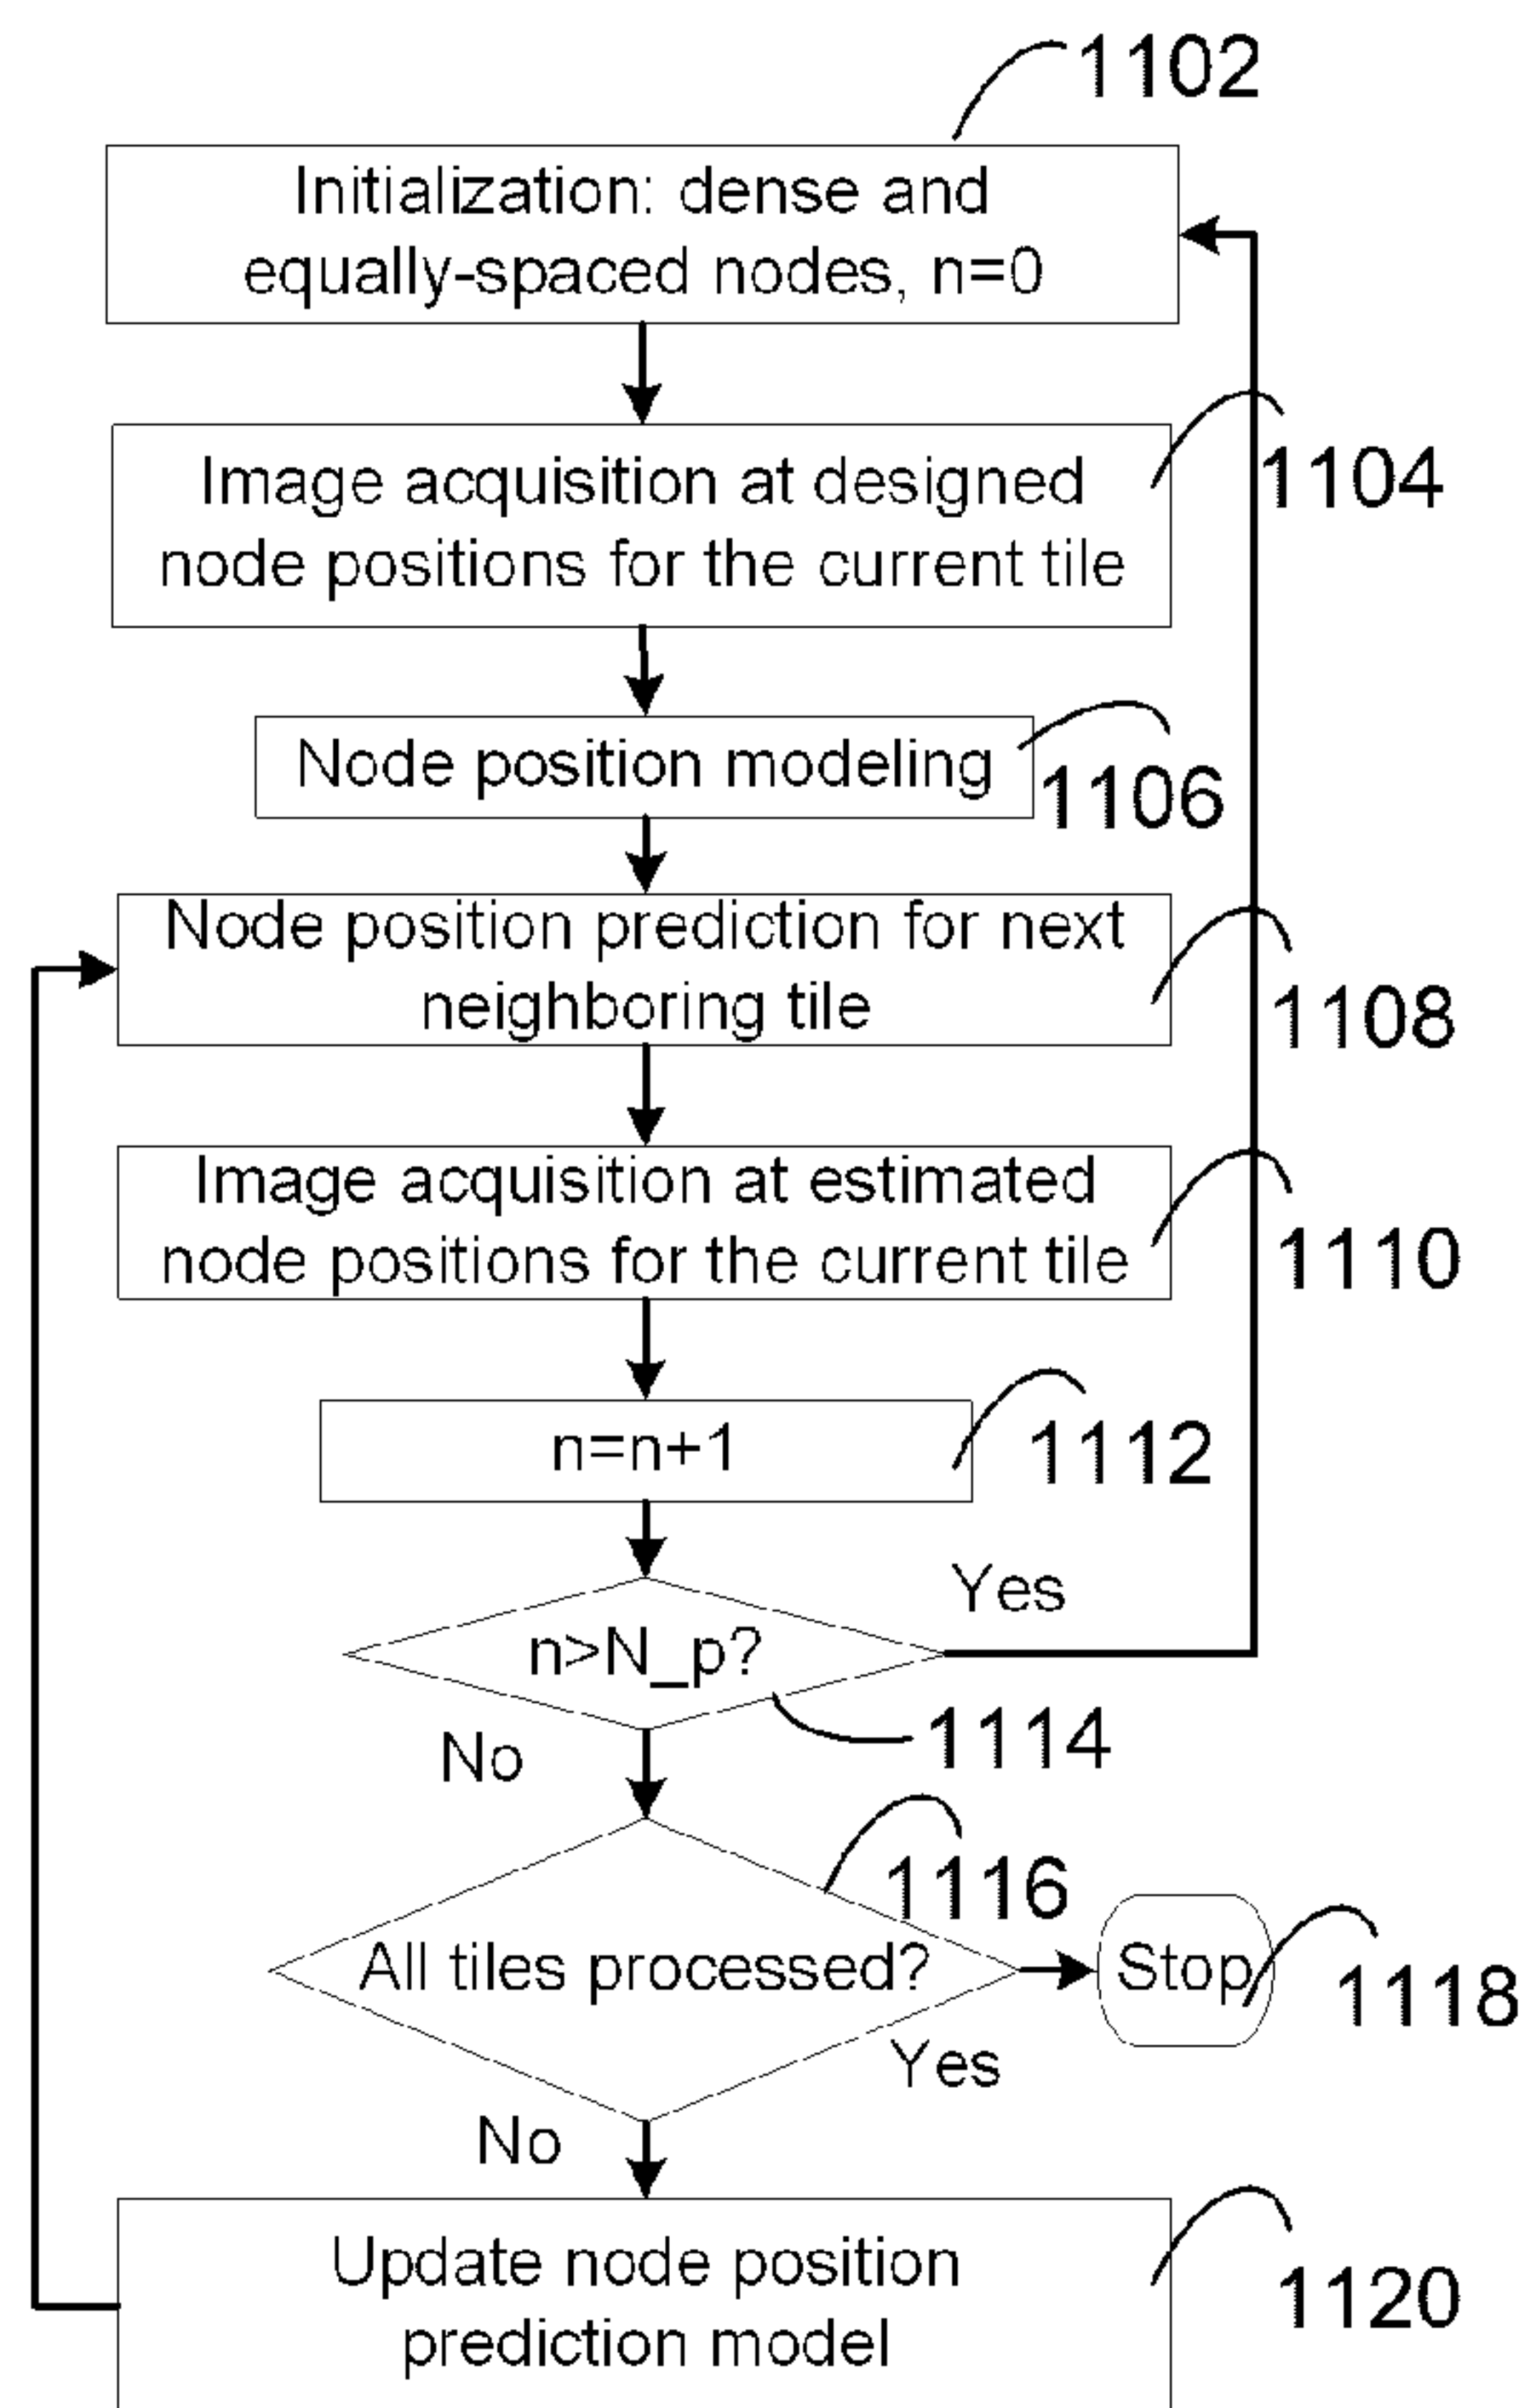 1102
Initialization: dense and
equally-spaced nodes, n=0
Image acquisition at designed
node positions for the current tile
1104
Node position modeling
1106
Node position prediction for next
neighboring tile
1108
Image acquisition at estimated
node positions for the current tile
1110
n=n+1
1112
Yes
n>N_p?
1114
No
1116
All tiles processed?
Stop
1118
Yes
No
Update node position
prediction model
1120